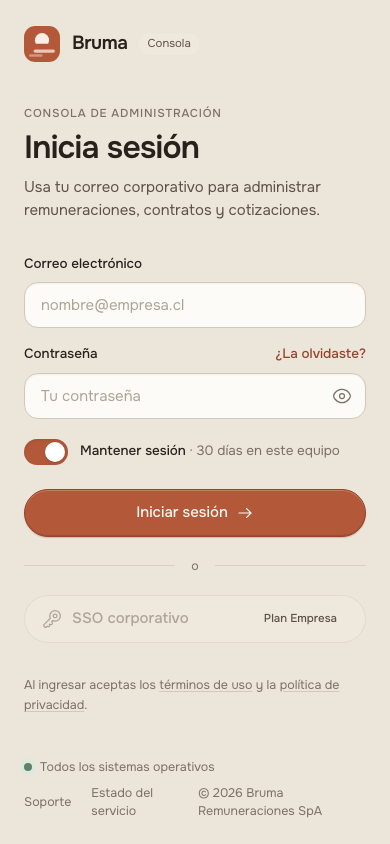 Bruma Consola
CONSOLA DE ADMINISTRACIÓN
Inicia sesión
Usa tu correo corporativo para administrar
remuneraciones, contratos y cotizaciones.
Correo electrónico
nombre@empresa.cl
Contraseña ¿La olvidaste?
Tu contraseña
Mantener sesión · 30 días en este equipo
Iniciar sesión →
o
SSO corporativo Plan Empresa
Al ingresar aceptas los términos de uso y la política de
privacidad.
Todos los sistemas operativos
Soporte
Estado del
servicio
© 2026 Bruma
Remuneraciones SpA